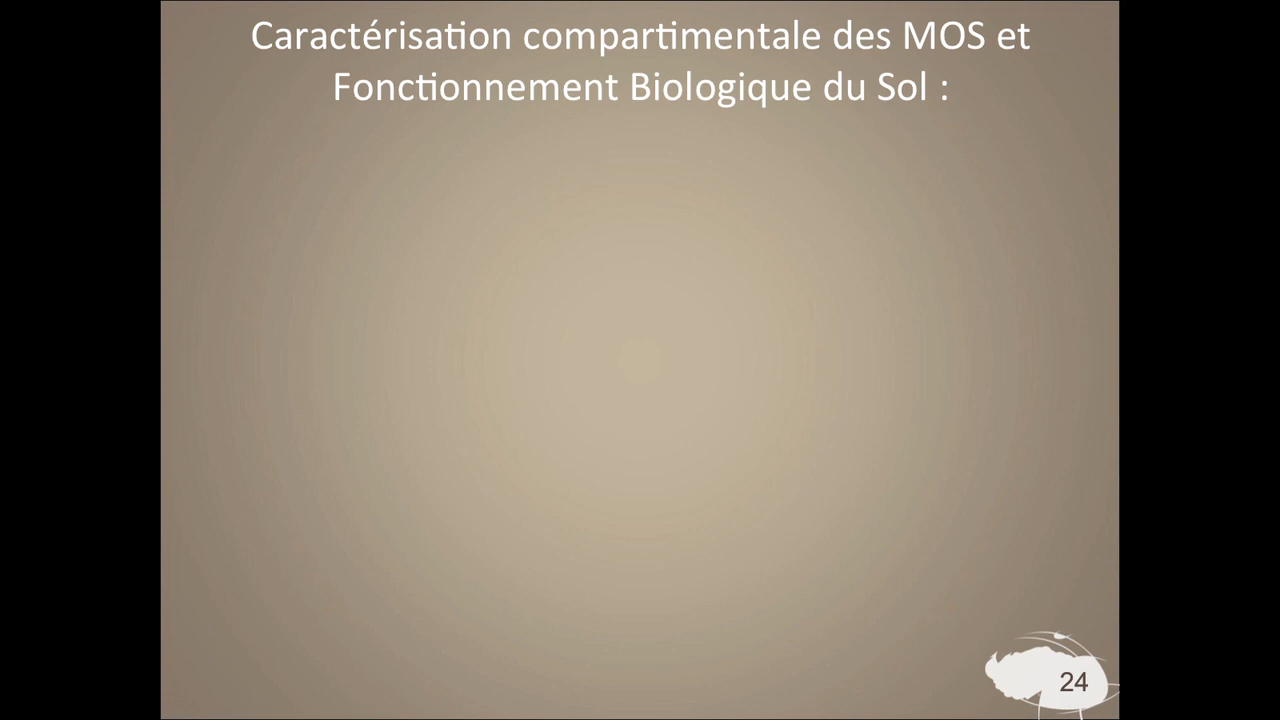 Caractérisation compartimentale des MOS et
Fonctionnement Biologique du Sol :
24